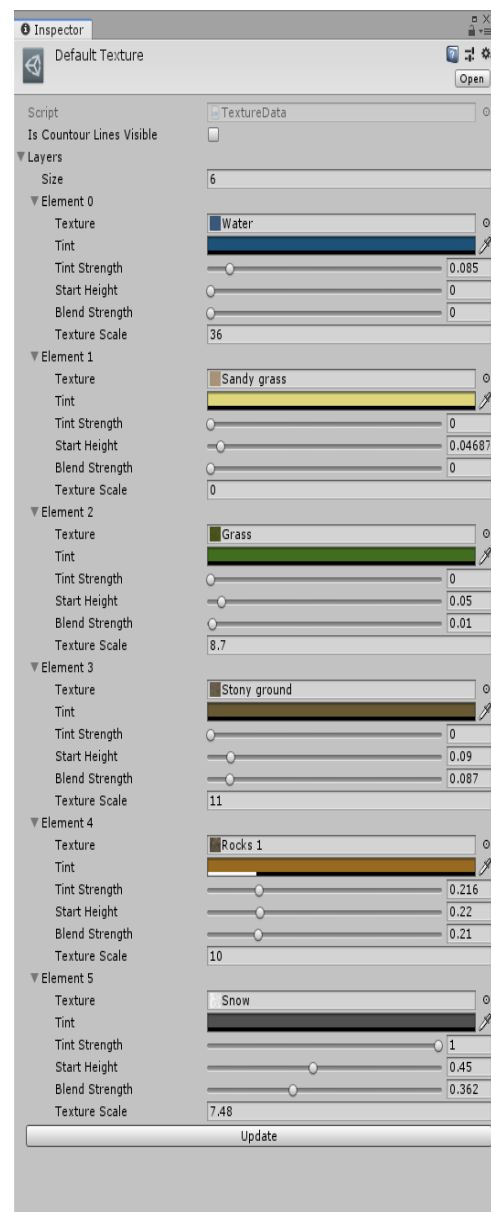 Inspector
Default Texture
Open
Script TextureData
Is Countour Lines Visible
Layers
Size 6
Element 0
Texture Water
Tint
Tint Strength 0.085
Start Height 0
Blend Strength 0
Texture Scale 36
Element 1
Texture Sandy grass
Tint
Tint Strength 0
Start Height 0.04687
Blend Strength 0
Texture Scale 0
Element 2
Texture Grass
Tint
Tint Strength 0
Start Height 0.05
Blend Strength 0.01
Texture Scale 8.7
Element 3
Texture Stony ground
Tint
Tint Strength 0
Start Height 0.09
Blend Strength 0.087
Texture Scale 11
Element 4
Texture Rocks 1
Tint
Tint Strength 0.216
Start Height 0.22
Blend Strength 0.21
Texture Scale 10
Element 5
Texture Snow
Tint
Tint Strength 1
Start Height 0.45
Blend Strength 0.362
Texture Scale 7.48
Update